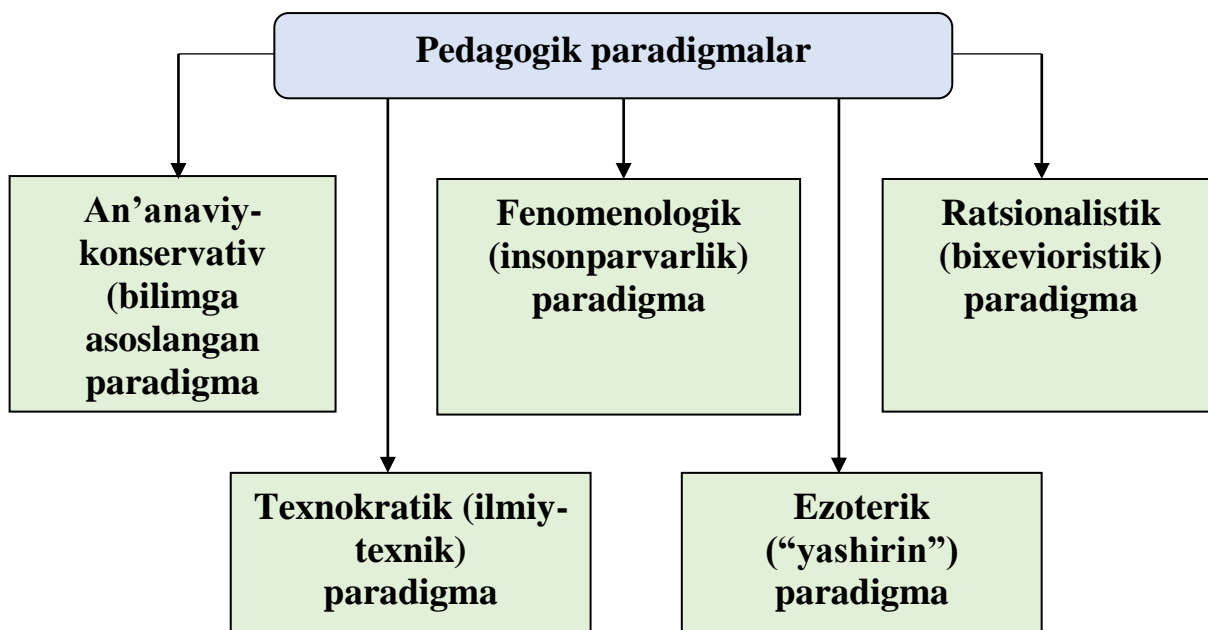 Pedagogik paradigmalar
An’anaviy-
konservativ
(bilimga
asoslangan
paradigma
Fenomenologik
(insonparvarlik)
paradigma
Ratsionalistik
(bixevioristik)
paradigma
Texnokratik (ilmiy-
texnik)
paradigma
Ezoterik
(“yashirin”)
paradigma